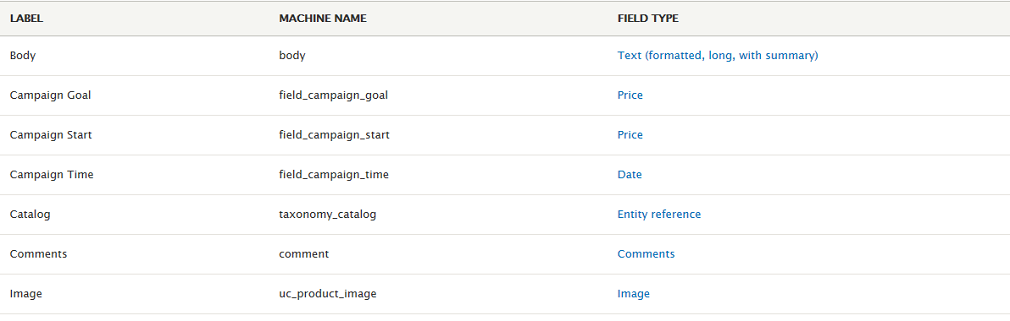 LABEL MACHINE NAME FIELD TYPE
Body body Text (formatted, long, with summary)
Campaign Goal field_campaign_goal Price
Campaign Start field_campaign_start Price
Campaign Time field_campaign_time Date
Catalog taxonomy_catalog Entity reference
Comments comment Comments
Image uc_product_image Image